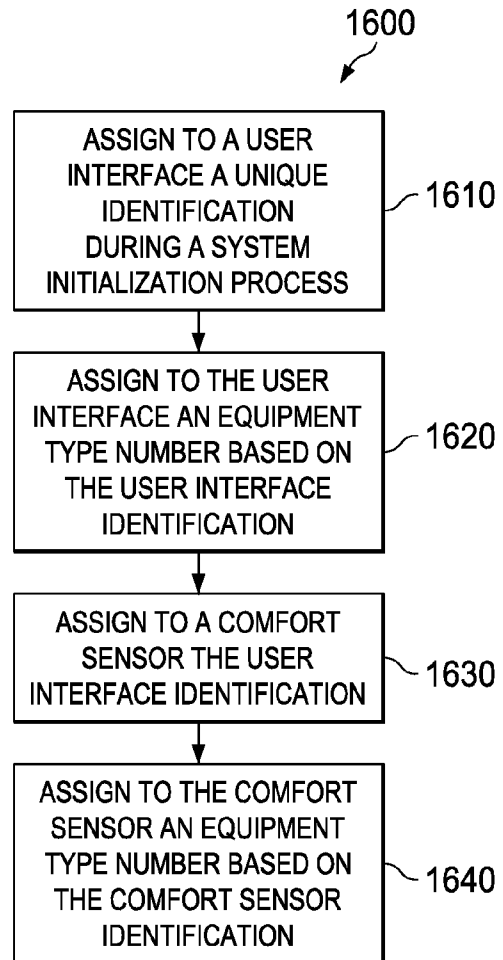 1600
ASSIGN TO A USER
INTERFACE A UNIQUE
IDENTIFICATION
DURING A SYSTEM
INITIALIZATION PROCESS
1610
ASSIGN TO THE USER
INTERFACE AN EQUIPMENT
TYPE NUMBER BASED ON
THE USER INTERFACE
IDENTIFICATION
1620
ASSIGN TO A COMFORT
SENSOR THE USER
INTERFACE IDENTIFICATION
1630
ASSIGN TO THE COMFORT
SENSOR AN EQUIPMENT
TYPE NUMBER BASED ON
THE COMFORT SENSOR
IDENTIFICATION
1640